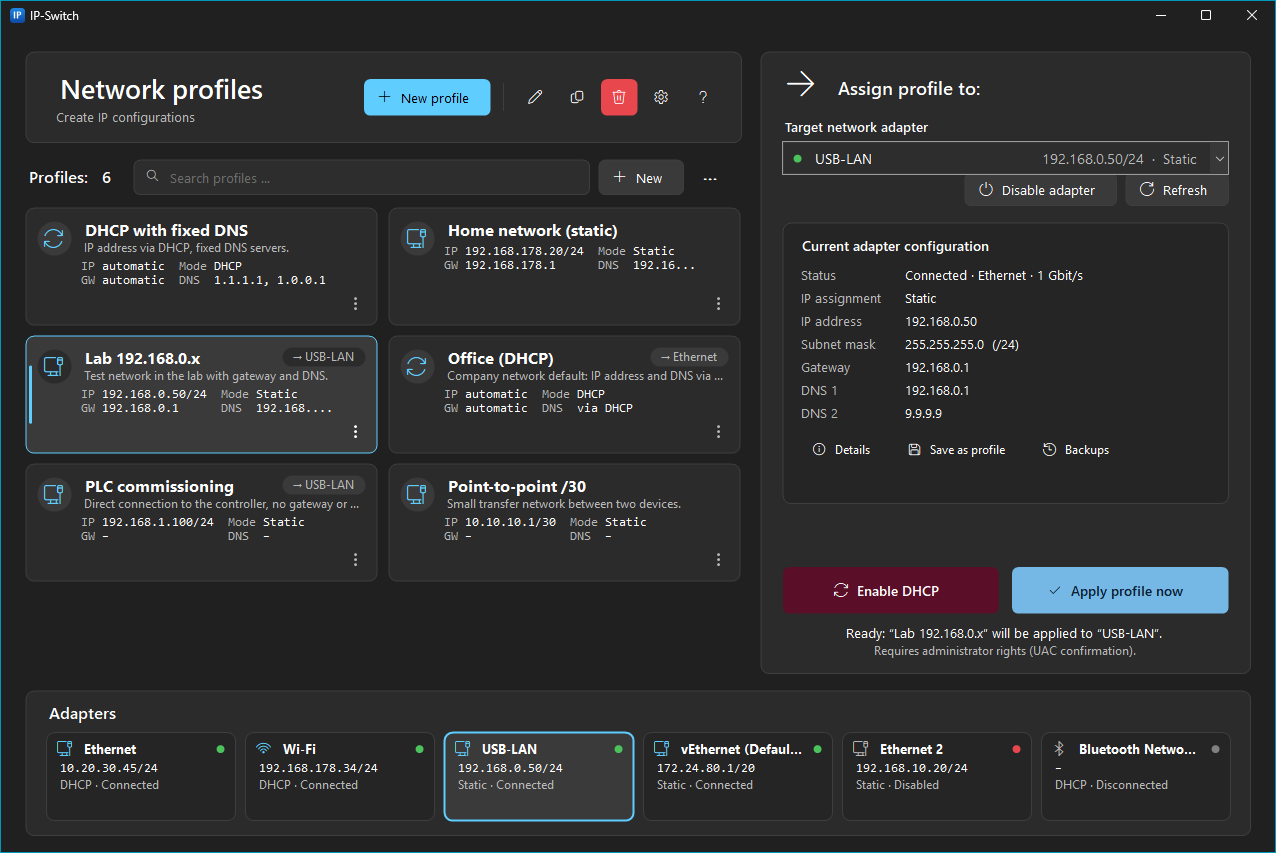 IP IP-Switch
Network profiles
Create IP configurations
+ New profile
?
Profiles: 6
Search profiles ...
+ New
...
DHCP with fixed DNS
IP address via DHCP, fixed DNS servers.
IP automatic Mode DHCP
GW automatic DNS 1.1.1.1, 1.0.0.1
Home network (static)
IP 192.168.178.20/24 Mode Static
GW 192.168.178.1 DNS 192.16...
Lab 192.168.0.x
→ USB-LAN
Test network in the lab with gateway and DNS.
IP 192.168.0.50/24 Mode Static
GW 192.168.0.1 DNS 192.168....
Office (DHCP)
→ Ethernet
Company network default: IP address and DNS via ...
IP automatic Mode DHCP
GW automatic DNS via DHCP
PLC commissioning
→ USB-LAN
Direct connection to the controller, no gateway or ...
IP 192.168.1.100/24 Mode Static
GW – DNS –
Point-to-point /30
Small transfer network between two devices.
IP 10.10.10.1/30 Mode Static
GW – DNS –
Assign profile to:
Target network adapter
USB-LAN 192.168.0.50/24 · Static
Disable adapter
Refresh
Current adapter configuration
Status Connected · Ethernet · 1 Gbit/s
IP assignment Static
IP address 192.168.0.50
Subnet mask 255.255.255.0 (/24)
Gateway 192.168.0.1
DNS 1 192.168.0.1
DNS 2 9.9.9.9
Details
Save as profile
Backups
Enable DHCP
Apply profile now
Ready: “Lab 192.168.0.x” will be applied to “USB-LAN”.
Requires administrator rights (UAC confirmation).
Adapters
Ethernet
10.20.30.45/24
DHCP · Connected
Wi-Fi
192.168.178.34/24
DHCP · Connected
USB-LAN
192.168.0.50/24
Static · Connected
vEthernet (Defaul...
172.24.80.1/20
Static · Connected
Ethernet 2
192.168.10.20/24
Static · Disabled
Bluetooth Netwo...
–
DHCP · Disconnected